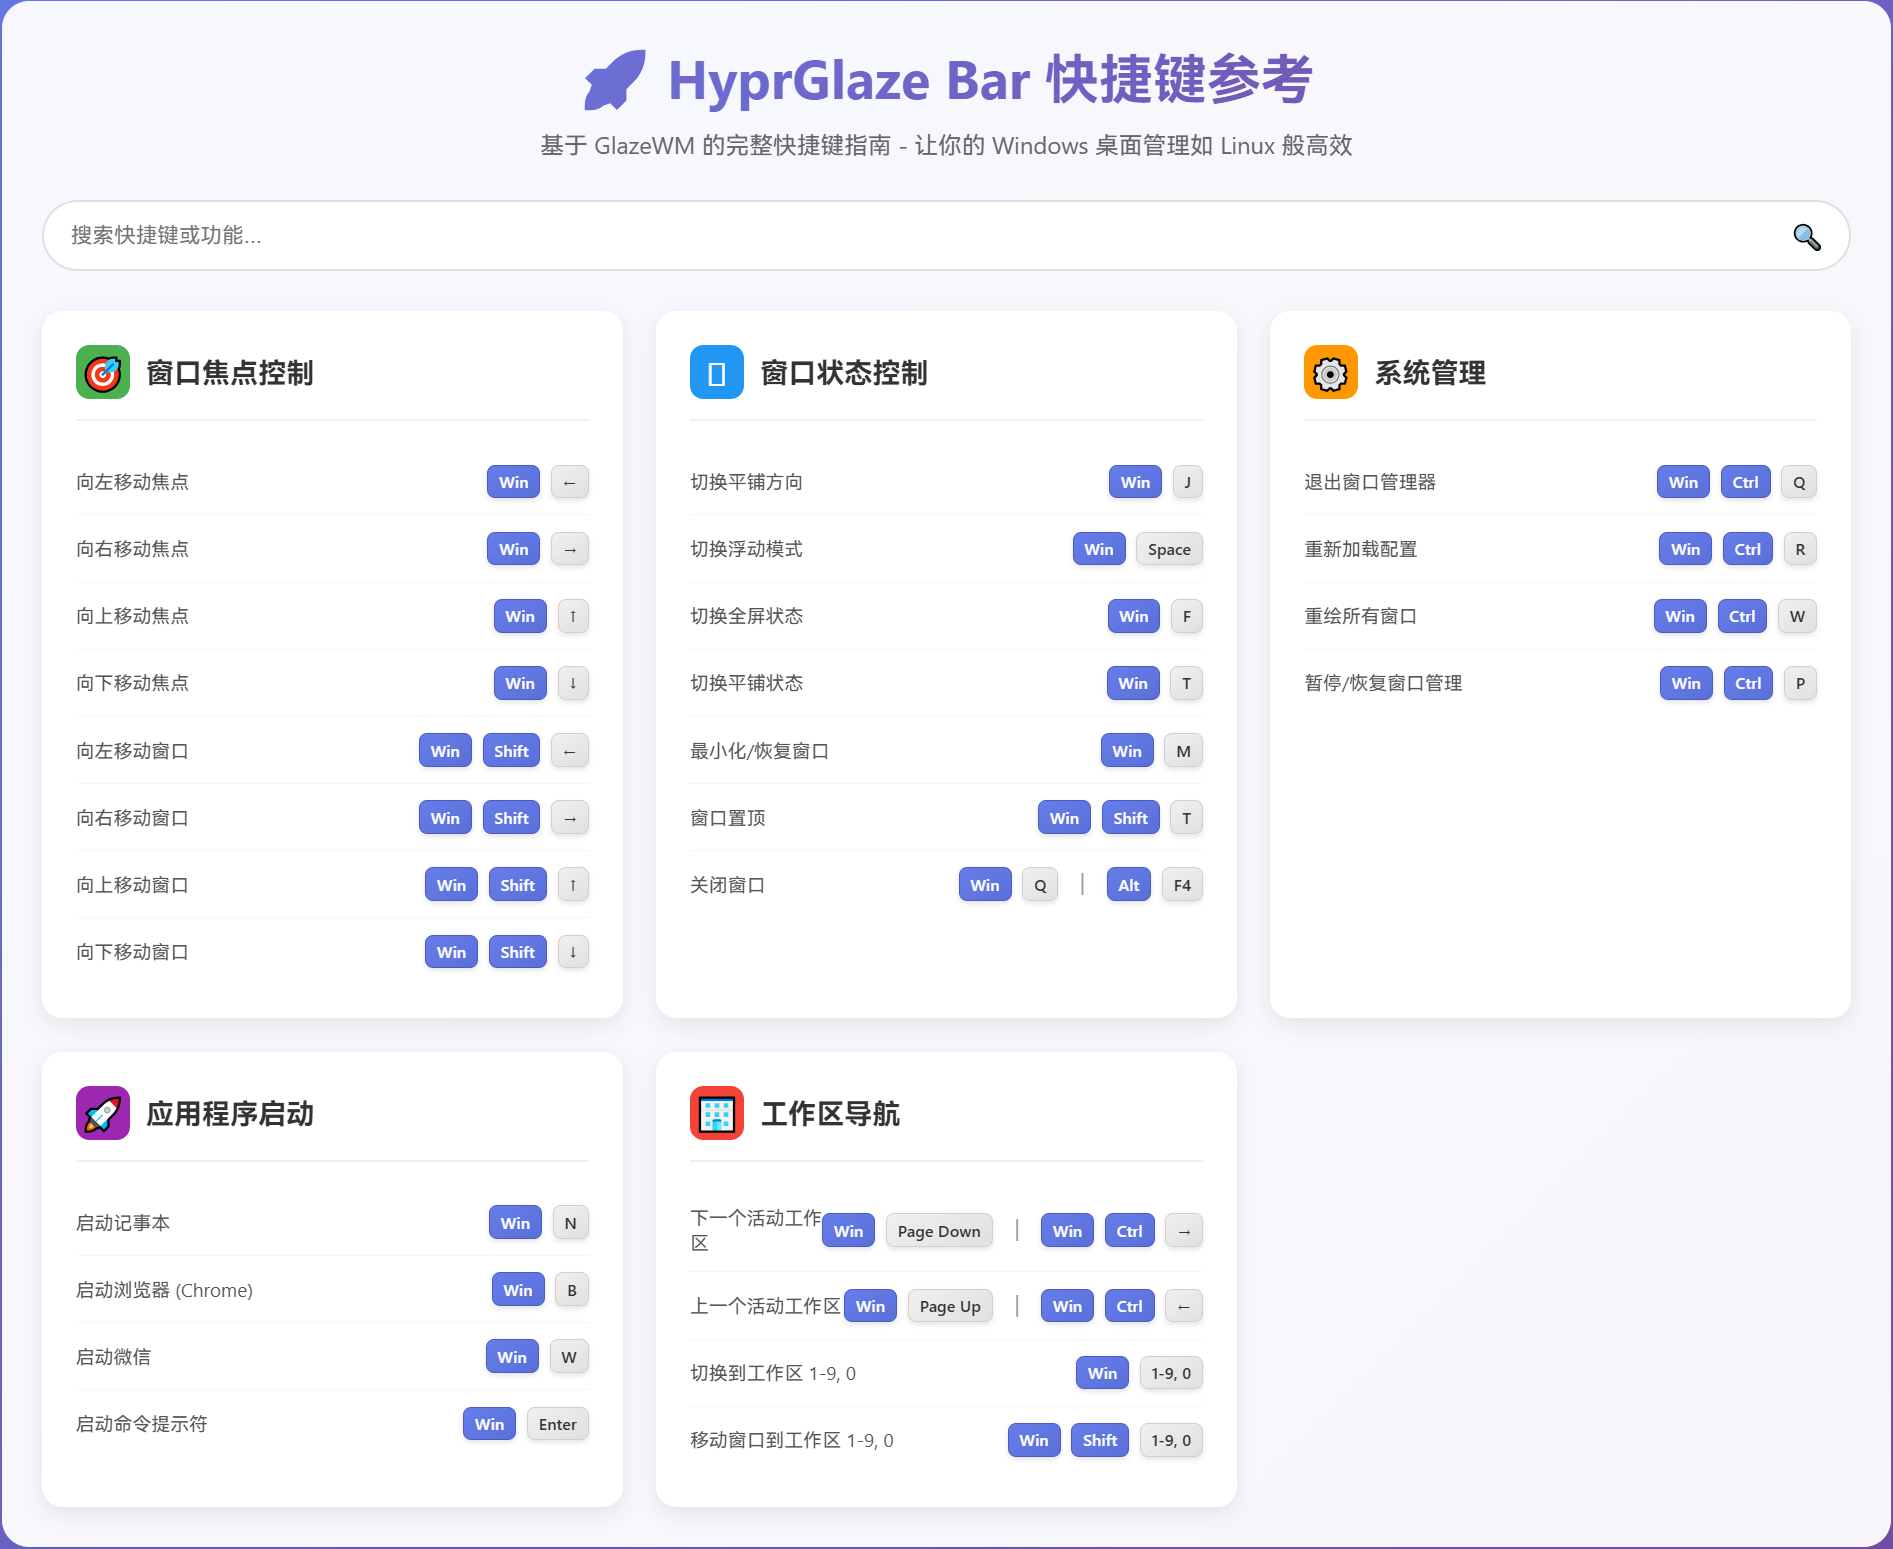 HyprGlaze Bar 快捷键参考
基于 GlazeWM 的完整快捷键指南 - 让你的 Windows 桌面管理如 Linux 般高效
搜索快捷键或功能...
窗口焦点控制
向左移动焦点 Win ←
向右移动焦点 Win →
向上移动焦点 Win ↑
向下移动焦点 Win ↓
向左移动窗口 Win Shift ←
向右移动窗口 Win Shift →
向上移动窗口 Win Shift ↑
向下移动窗口 Win Shift ↓
窗口状态控制
切换平铺方向 Win J
切换浮动模式 Win Space
切换全屏状态 Win F
切换平铺状态 Win T
最小化/恢复窗口 Win M
窗口置顶 Win Shift T
关闭窗口 Win Q | Alt F4
系统管理
退出窗口管理器 Win Ctrl Q
重新加载配置 Win Ctrl R
重绘所有窗口 Win Ctrl W
暂停/恢复窗口管理 Win Ctrl P
应用程序启动
启动记事本 Win N
启动浏览器 (Chrome) Win B
启动微信 Win W
启动命令提示符 Win Enter
工作区导航
下一个活动工作
区 Win Page Down | Win Ctrl →
上一个活动工作区 Win Page Up | Win Ctrl ←
切换到工作区 1-9, 0 Win 1-9, 0
移动窗口到工作区 1-9, 0 Win Shift 1-9, 0